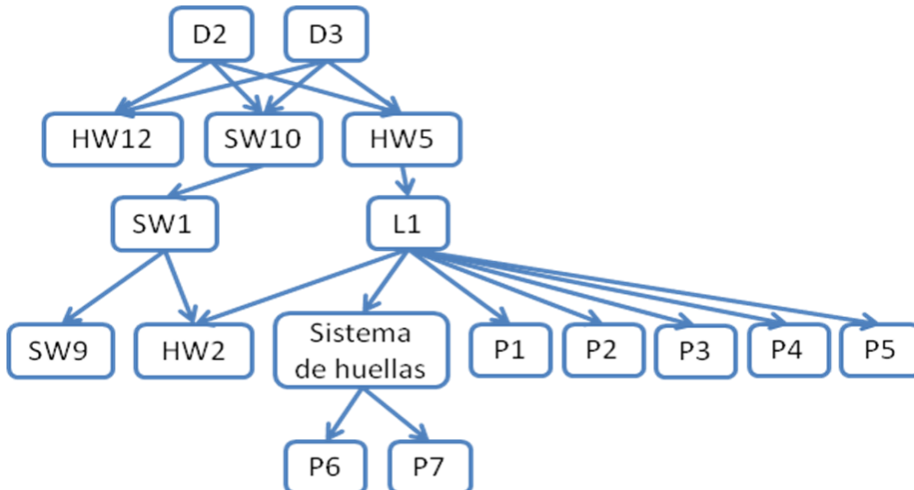 D2
D3
HW12
SW10
HW5
SW1
L1
SW9
HW2
Sistema
de huellas
P1
P2
P3
P4
P5
P6
P7